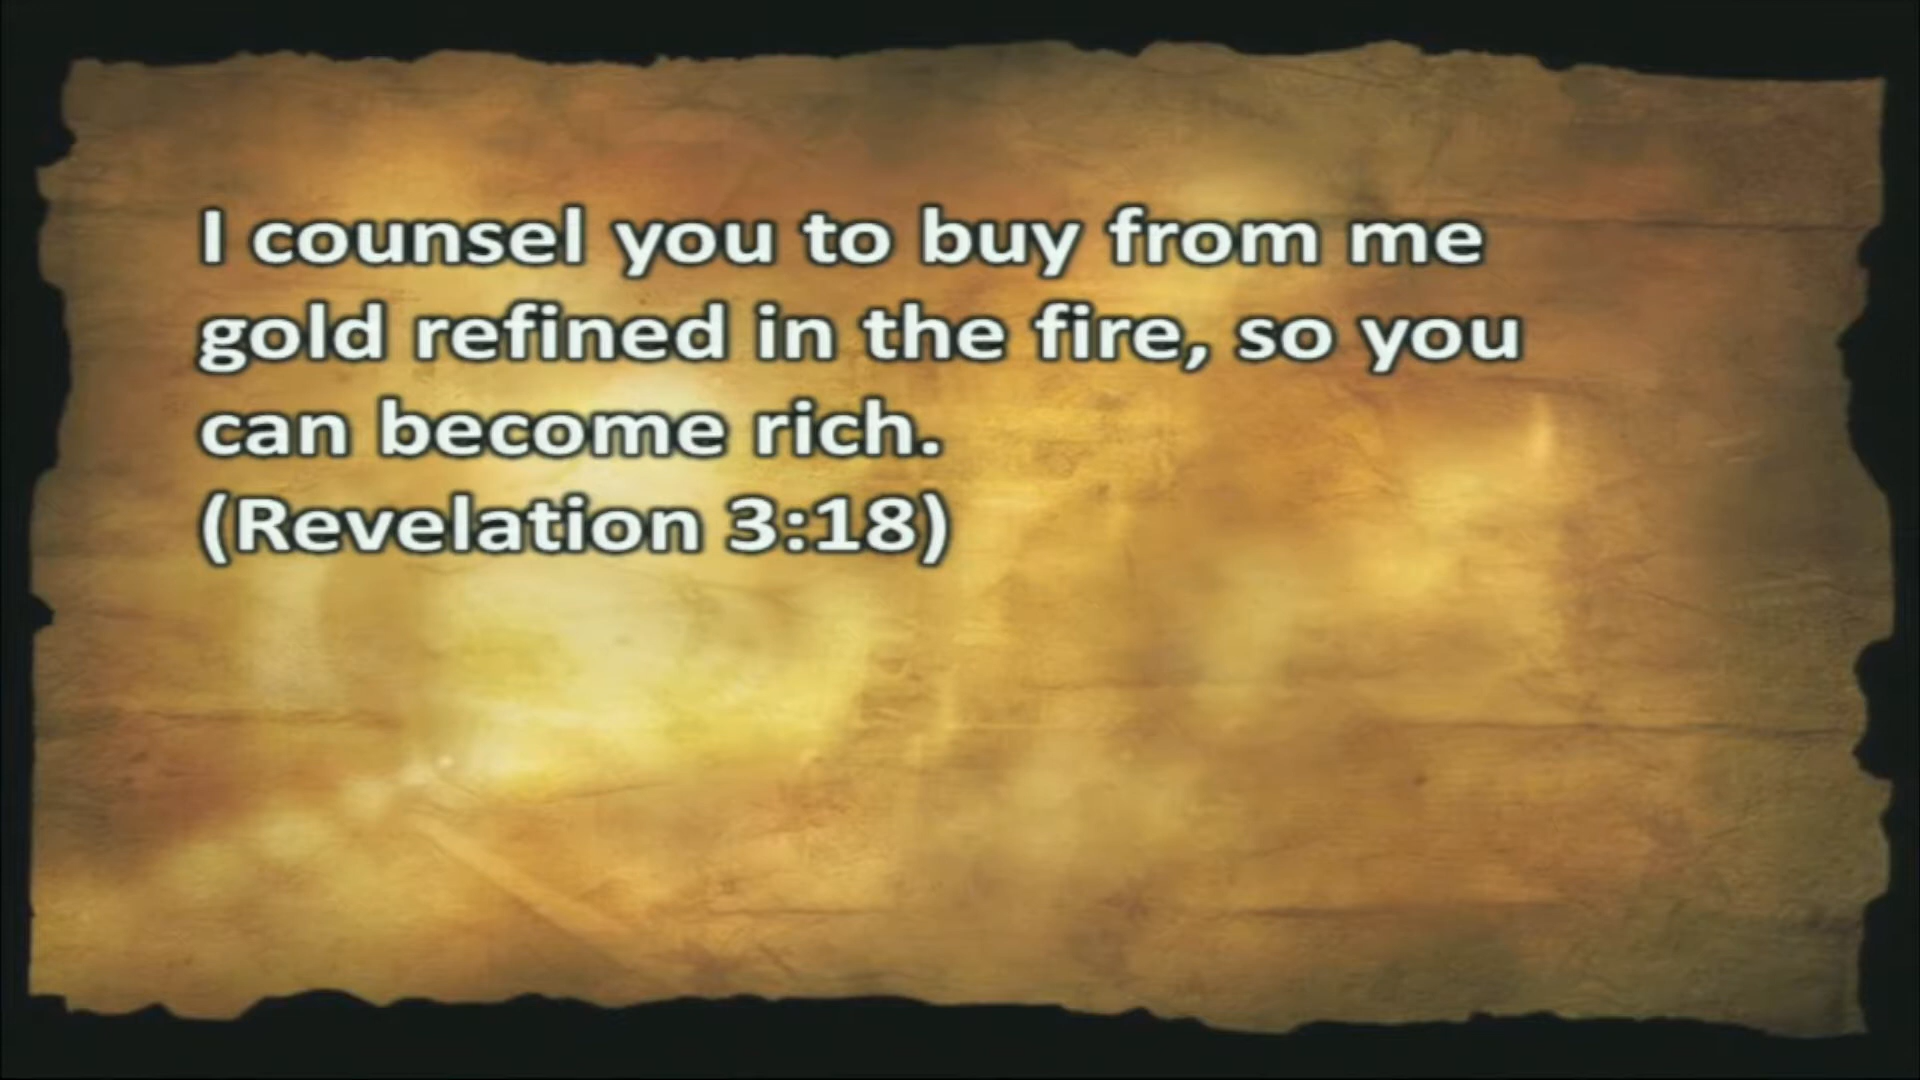 I counsel you to buy from me
gold refined in the fire, so you
can become rich.
(Revelation 3:18)